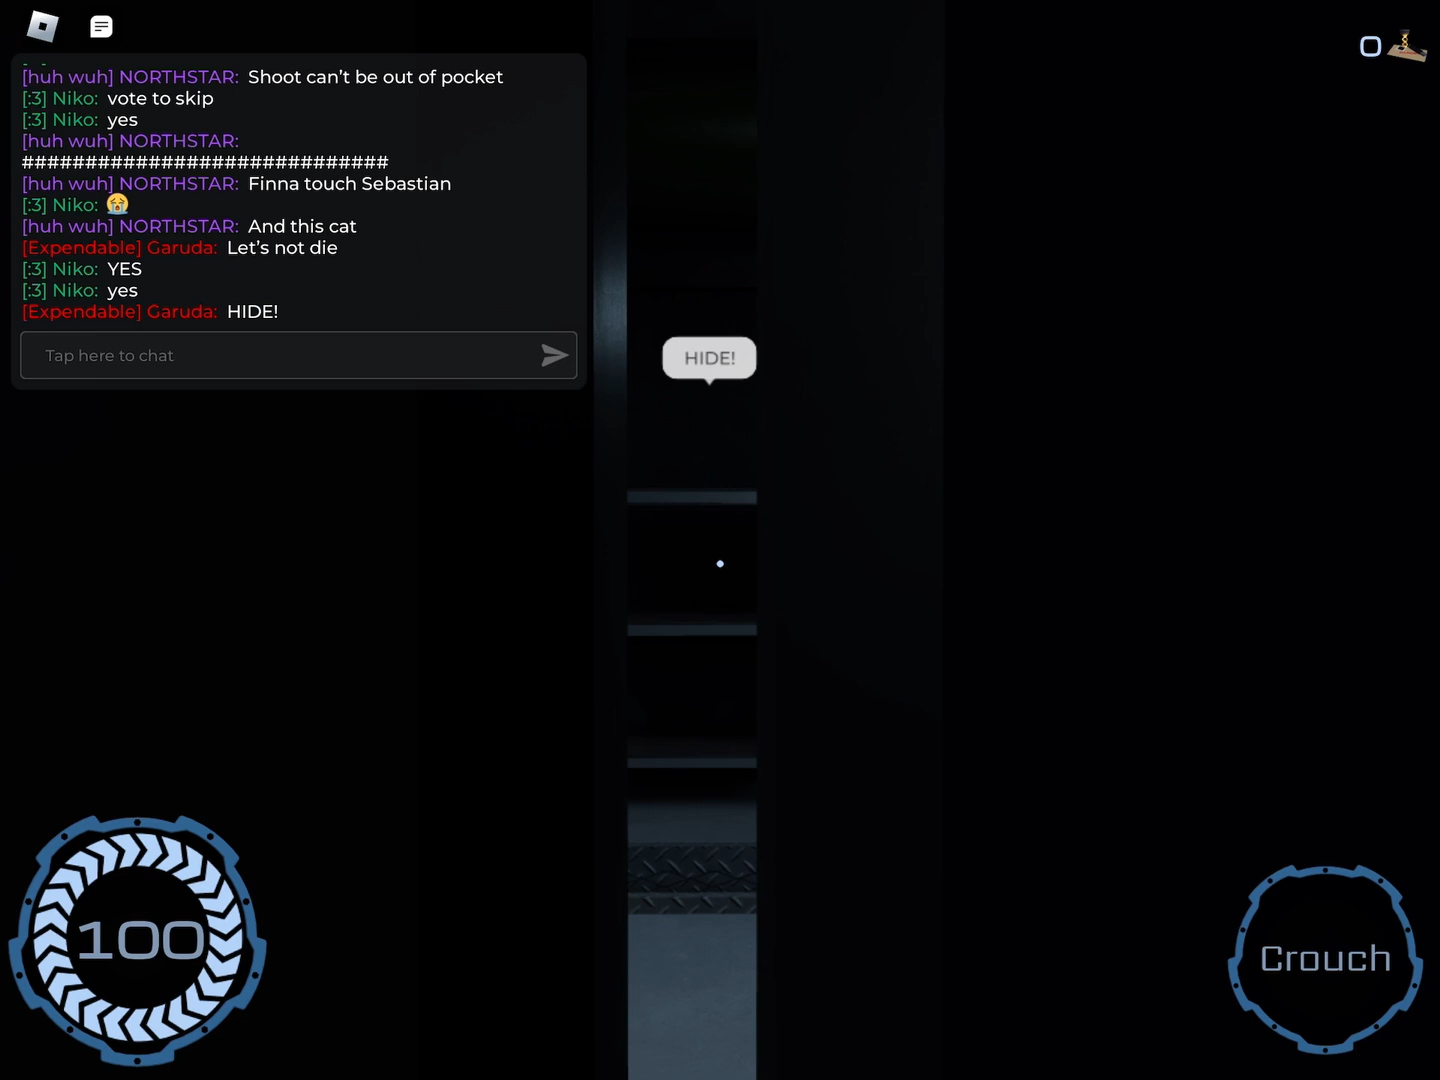 [huh wuh] NORTHSTAR: Shoot can’t be out of pocket
[:3] Niko: vote to skip
[:3] Niko: yes
[huh wuh] NORTHSTAR:
#############################
[huh wuh] NORTHSTAR: Finna touch Sebastian
[:3] Niko: 😭
[huh wuh] NORTHSTAR: And this cat
[Expendable] Garuda: Let’s not die
[:3] Niko: YES
[:3] Niko: yes
[Expendable] Garuda: HIDE!
Tap here to chat
0
HIDE!
100
Crouch